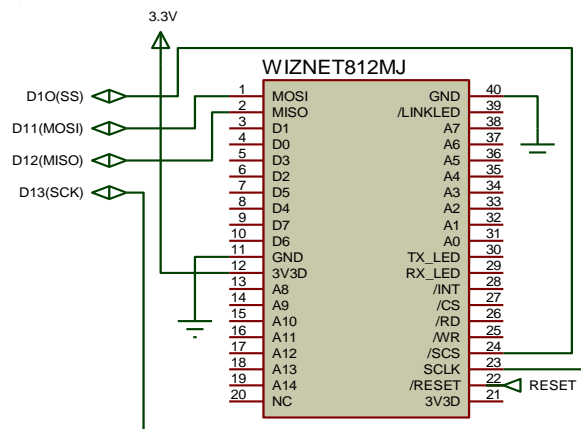 3.3V
WIZNET812MJ
D1O(SS)
D11(MOSI)
D12(MISO)
D13(SCK)
1 MOSI GND 40
2 MISO /LINKLED 39
3 D1 A7 38
4 D0 A6 37
5 D3 A5 36
6 D2 A4 35
7 D5 A3 34
8 D4 A2 33
9 D7 A1 32
10 D6 A0 31
11 GND TX_LED 30
12 3V3D RX_LED 29
13 A8 /INT 28
14 A9 /CS 27
15 A10 /RD 26
16 A11 /WR 25
17 A12 /SCS 24
18 A13 SCLK 23
19 A14 /RESET 22 RESET
20 NC 3V3D 21